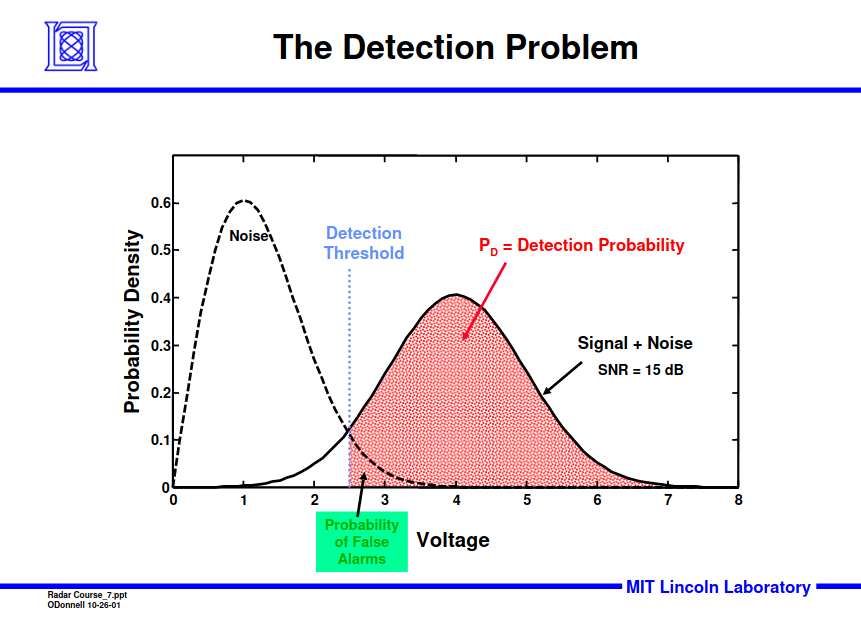 The Detection Problem
Probability Density
0.6
0.5
0.4
0.3
0.2
0.1
0
Noise
Detection
Threshold
PD = Detection Probability
Signal + Noise
SNR = 15 dB
0 1 2 3 4 5 6 7 8
Probability
of False
Alarms
Voltage
MIT Lincoln Laboratory
Radar Course_7.ppt
ODonnell 10-26-01